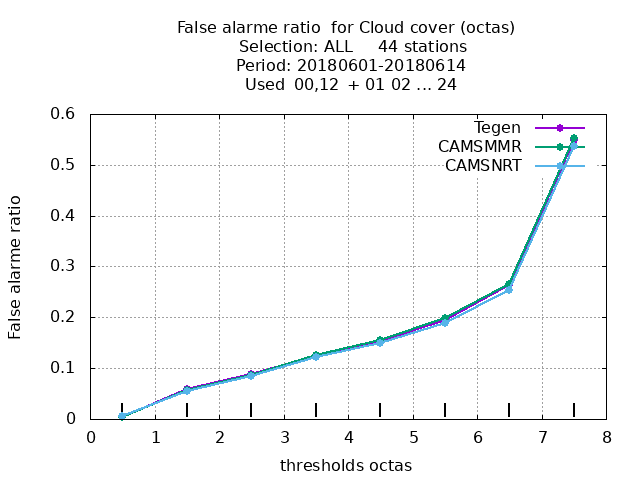 False alarme ratio  for Cloud cover (octas)
Selection: ALL     44 stations
Period: 20180601-20180614
Used  00,12  + 01 02 ... 24
False alarme ratio
0.6
0.5
0.4
0.3
0.2
0.1
0
Tegen
CAMSMMR
CAMSNRT
0 1 2 3 4 5 6 7 8
thresholds octas